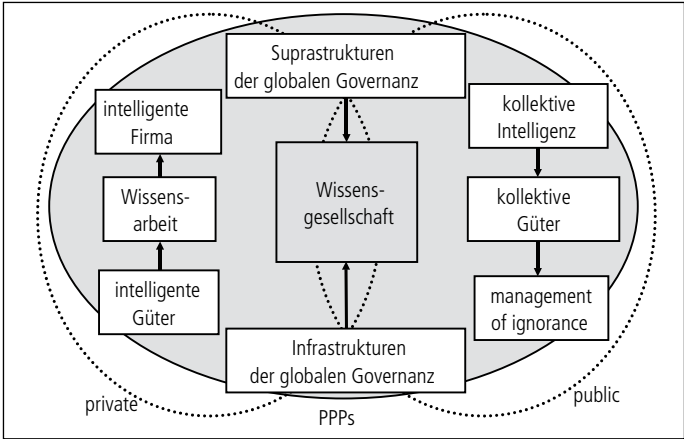 Suprastrukturen
der globalen Governanz
intelligente
Firma
kollektive
Intelligenz
Wissens-
arbeit
Wissens-
gesellschaft
kollektive
Güter
intelligente
Güter
management
of ignorance
Infrastrukturen
der globalen Governanz
private
PPPs
public